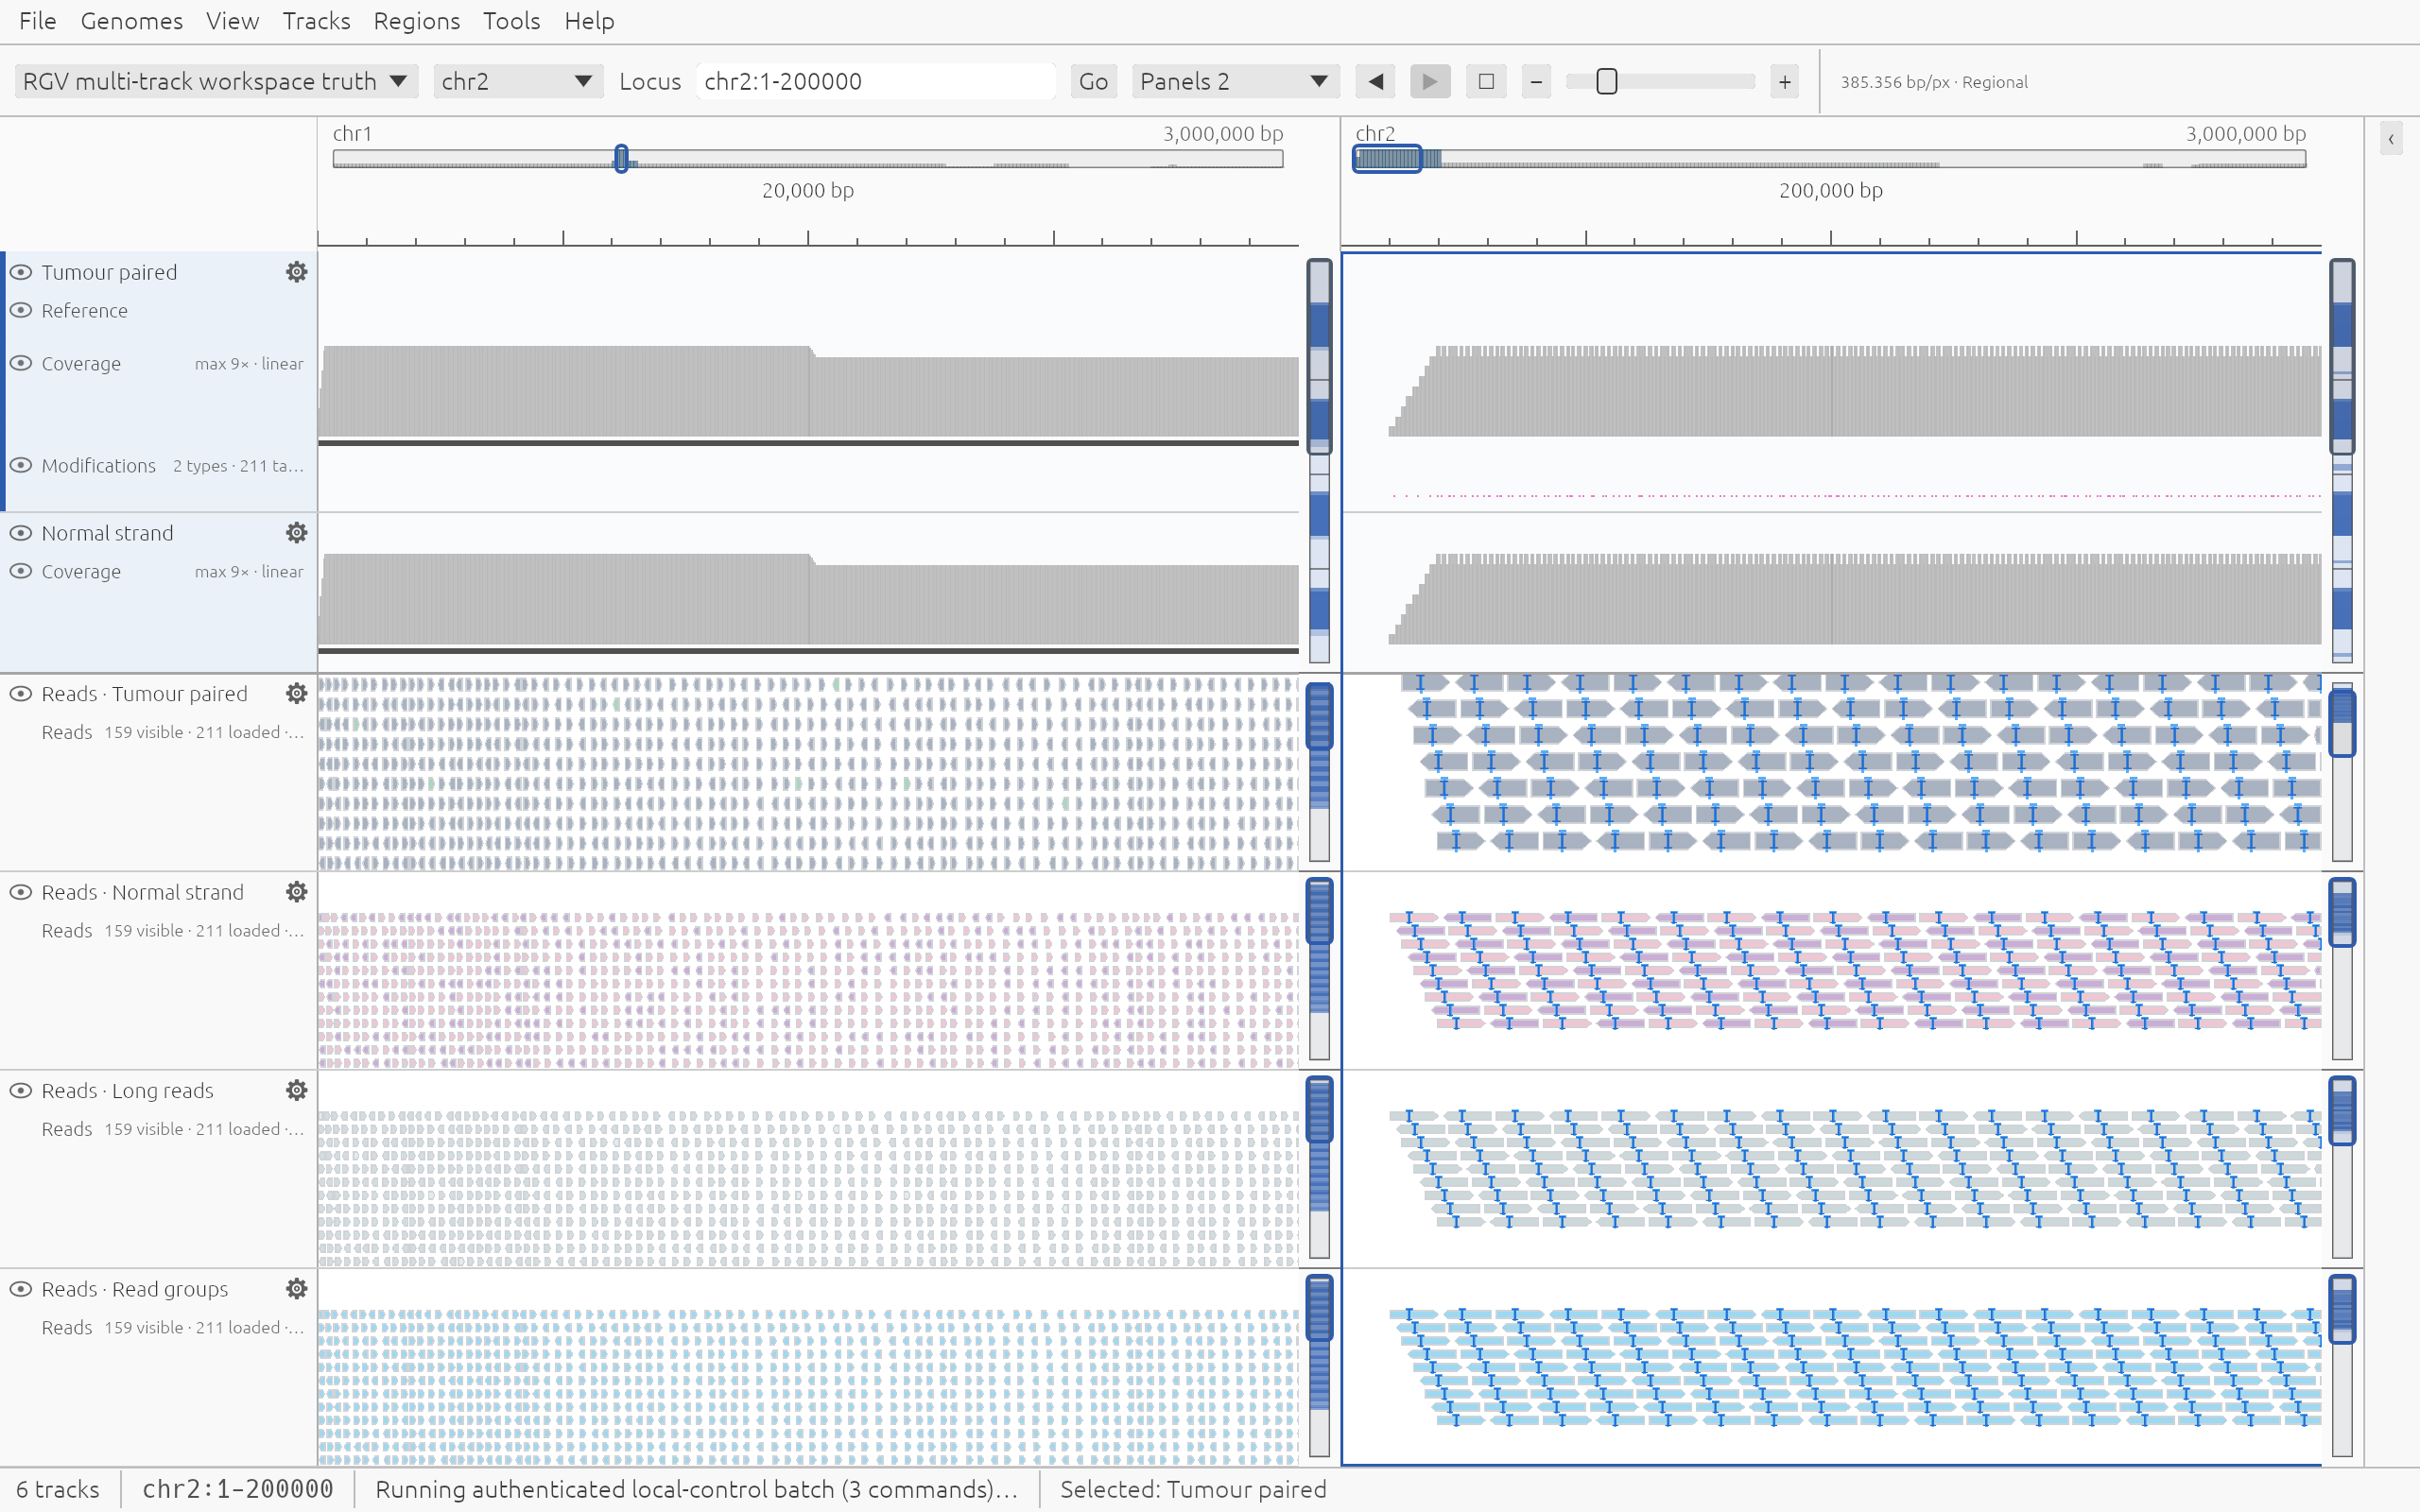 File Genomes View Tracks Regions Tools Help
RGV multi-track workspace truth chr2 Locus chr2:1-200000 Go Panels 2 385.356 bp/px · Regional
chr1 3,000,000 bp chr2 3,000,000 bp
20,000 bp 200,000 bp
Tumour paired
Reference
Coverage max 9× · linear
Modifications 2 types · 211 ta…
Normal strand
Coverage max 9× · linear
Reads · Tumour paired
Reads 159 visible · 211 loaded ·…
Reads · Normal strand
Reads 159 visible · 211 loaded ·…
Reads · Long reads
Reads 159 visible · 211 loaded ·…
Reads · Read groups
Reads 159 visible · 211 loaded ·…
6 tracks chr2:1-200000 Running authenticated local-control batch (3 commands)… Selected: Tumour paired